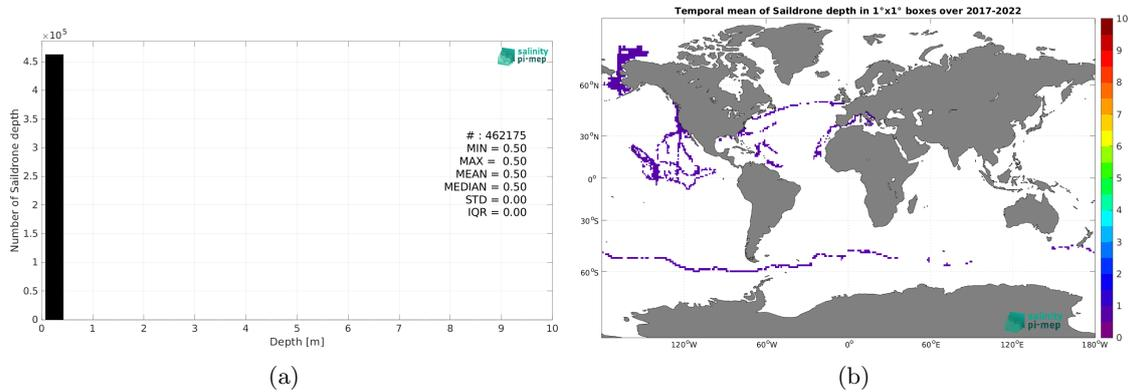 ×10⁵
4.5
4
3.5
3
2.5
2
1.5
1
0.5
0
Number of Saildrone depth
salinity
pi-mep
# : 462175
MIN = 0.50
MAX = 0.50
MEAN = 0.50
MEDIAN = 0.50
STD = 0.00
IQR = 0.00
0 1 2 3 4 5 6 7 8 9 10
Depth [m]
(a)
Temporal mean of Saildrone depth in 1°x1° boxes over 2017-2022
60°N
30°N
0°
30°S
60°S
120°W 60°W 0° 60°E 120°E 180°W
salinity
pi-mep
10
9
8
7
6
5
4
3
2
1
0
(b)